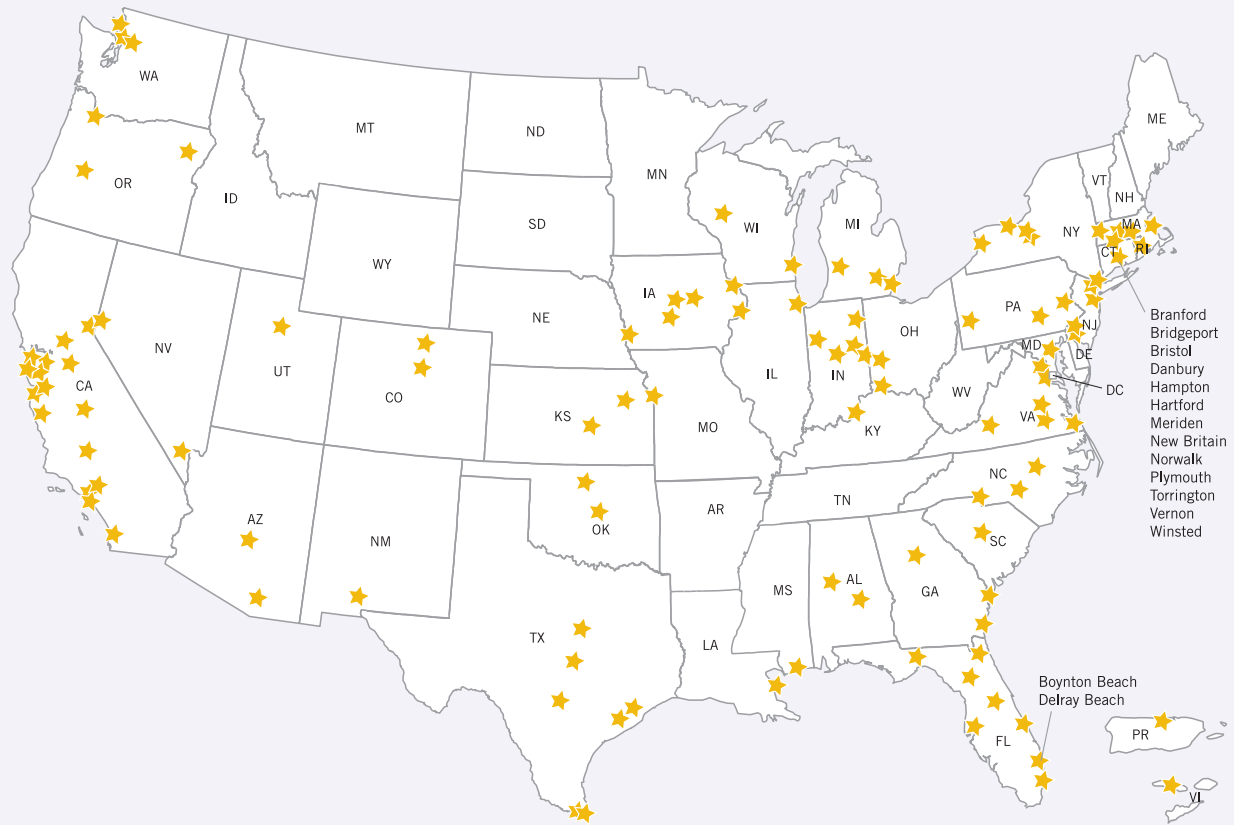 WA
MT
ND
MN
ME
OR
ID
SD
WI
MI
VT
NH
NY
MA
CT
RI
WY
IA
NE
PA
NJ
OH
MD
DE
NV
UT
CO
IL
IN
WV
DC
CA
KS
MO
KY
VA
Branford
Bridgeport
Bristol
Danbury
Hampton
Hartford
Meriden
New Britain
Norwalk
Plymouth
Torrington
Vernon
Winsted
AZ
NM
OK
AR
TN
NC
SC
TX
LA
MS
AL
GA
FL
Boynton Beach
Delray Beach
PR
VI